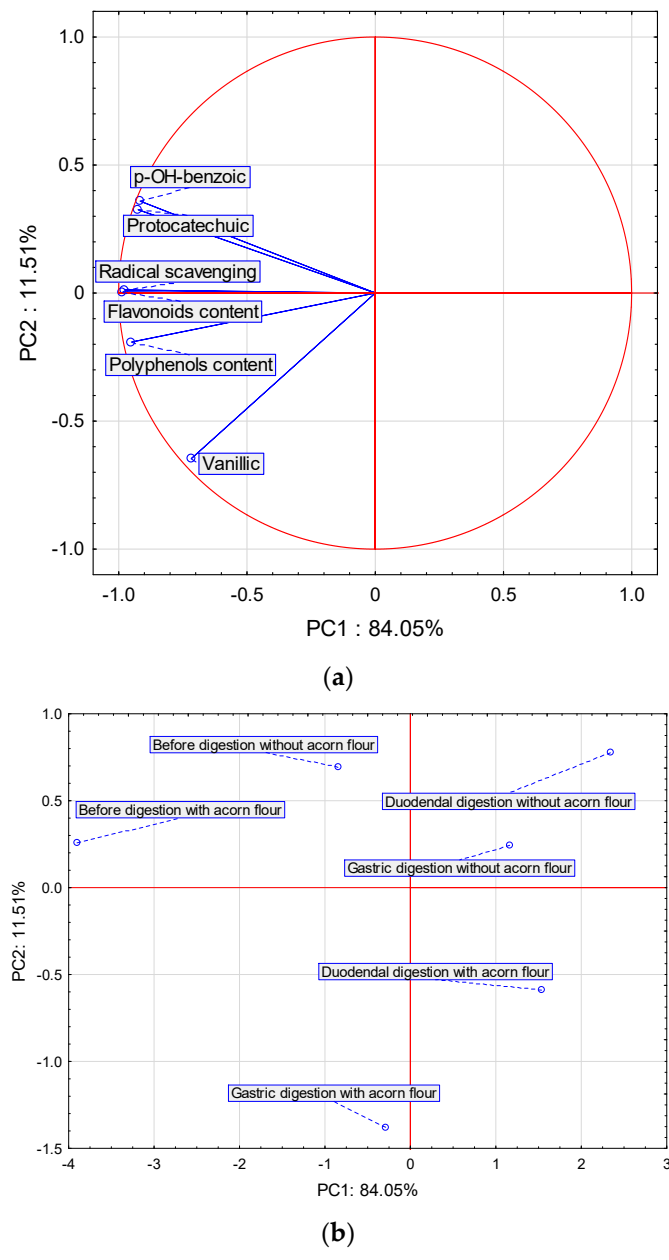 1.0
0.5
p-OH-benzoic
Protocatechuic
Radical scavenging
0
Flavonoids content
Polyphenols content
-0.5
Vanillic
-1.0
PC2 : 11.51%
-1.0 -0.5 0 0.5 1.0
PC1 : 84.05%
(a)
1.0
Before digestion without acorn flour
0.5
Duodendal digestion without acorn flour
Before digestion with acorn flour
Gastric digestion without acorn flour
0.0
Duodendal digestion with acorn flour
-0.5
-1.0
Gastric digestion with acorn flour
-1.5
PC2: 11.51%
-4 -3 -2 -1 0 1 2 3
PC1: 84.05%
(b)